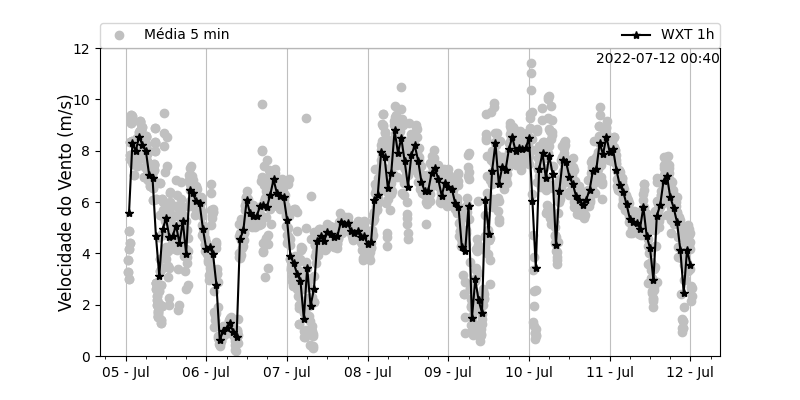 Média 5 min
WXT 1h
2022-07-12 00:40
Velocidade do Vento (m/s)
12
10
8
6
4
2
0
05 - Jul 06 - Jul 07 - Jul 08 - Jul 09 - Jul 10 - Jul 11 - Jul 12 - Jul